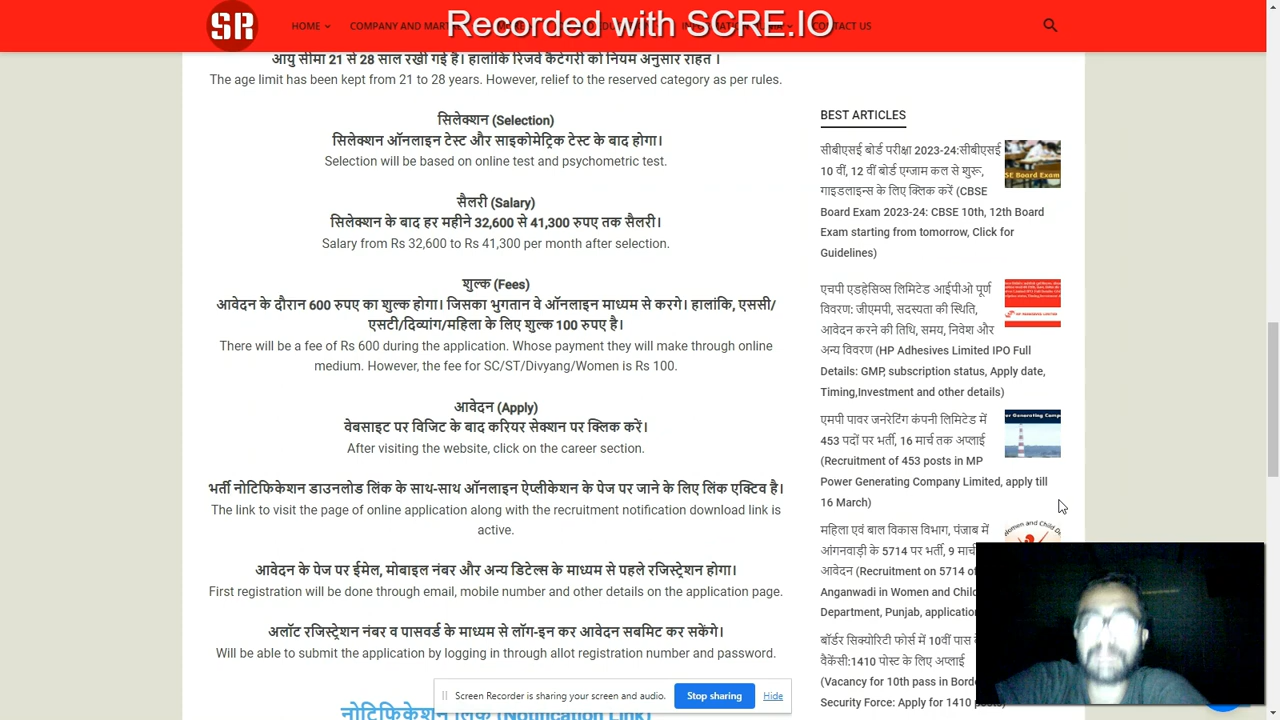 SR
HOME
COMPANY AND MART
CONTACT US
Recorded with SCRE.IO
आयु सीमा 21 से 28 साल रखी गई है। हालांकि रिजर्व कैटेगरी को नियम अनुसार राहत ।
The age limit has been kept from 21 to 28 years. However, relief to the reserved category as per rules.
सिलेक्शन (Selection)
सिलेक्शन ऑनलाइन टेस्ट और साइकोमेट्रिक टेस्ट के बाद होगा।
Selection will be based on online test and psychometric test.
सैलरी (Salary)
सिलेक्शन के बाद हर महीने 32,600 से 41,300 रुपए तक सैलरी।
Salary from Rs 32,600 to Rs 41,300 per month after selection.
शुल्क (Fees)
आवेदन के दौरान 600 रुपए का शुल्क होगा। जिसका भुगतान वे ऑनलाइन माध्यम से करगे। हालांकि, एससी/
एसटी/दिव्यांग/महिला के लिए शुल्क 100 रुपए है।
There will be a fee of Rs 600 during the application. Whose payment they will make through online
medium. However, the fee for SC/ST/Divyang/Women is Rs 100.
आवेदन (Apply)
वेबसाइट पर विजिट के बाद करियर सेक्शन पर क्लिक करें।
After visiting the website, click on the career section.
भर्ती नोटिफिकेशन डाउनलोड लिंक के साथ-साथ ऑनलाइन ऐप्लीकेशन के पेज पर जाने के लिए लिंक एक्टिव है।
The link to visit the page of online application along with the recruitment notification download link is
active.
आवेदन के पेज पर ईमेल, मोबाइल नंबर और अन्य डिटेल्स के माध्यम से पहले रजिस्ट्रेशन होगा।
First registration will be done through email, mobile number and other details on the application page.
अलॉट रजिस्ट्रेशन नंबर व पासवर्ड के माध्यम से लॉग-इन कर आवेदन सबमिट कर सकेंगे।
Will be able to submit the application by logging in through allot registration number and password.
नोटिफिकेशन लिंक (Notification Link)
BEST ARTICLES
सीबीएसई बोर्ड परीक्षा 2023-24:सीबीएसई
10 वीं, 12 वीं बोर्ड एग्जाम कल से शुरू,
गाइडलाइन्स के लिए क्लिक करें (CBSE
Board Exam 2023-24: CBSE 10th, 12th Board
Exam starting from tomorrow, Click for
Guidelines)
SE Board Exam
एचपी एडहेसिव्स लिमिटेड आईपीओ पूर्ण
विवरण: जीएमपी, सदस्यता की स्थिति,
आवेदन करने की तिथि, समय, निवेश और
अन्य विवरण (HP Adhesives Limited IPO Full
Details: GMP, subscription status, Apply date,
Timing,Investment and other details)
एमपी पावर जनरेटिंग कंपनी लिमिटेड में
453 पदों पर भर्ती, 16 मार्च तक अप्लाई
(Recruitment of 453 posts in MP
Power Generating Company Limited, apply till
16 March)
r Generating Comp
महिला एवं बाल विकास विभाग, पंजाब में
आंगनवाड़ी के 5714 पर भर्ती, 9 मार्च
आवेदन (Recruitment on 5714 of
Anganwadi in Women and Child
Department, Punjab, application
बॉर्डर सिक्योरिटी फोर्स में 10वीं पास
वैकेंसी:1410 पोस्ट के लिए अप्लाई
(Vacancy for 10th pass in Bord
Security Force: Apply for 1410 posts)
Screen Recorder is sharing your screen and audio.
Stop sharing
Hide